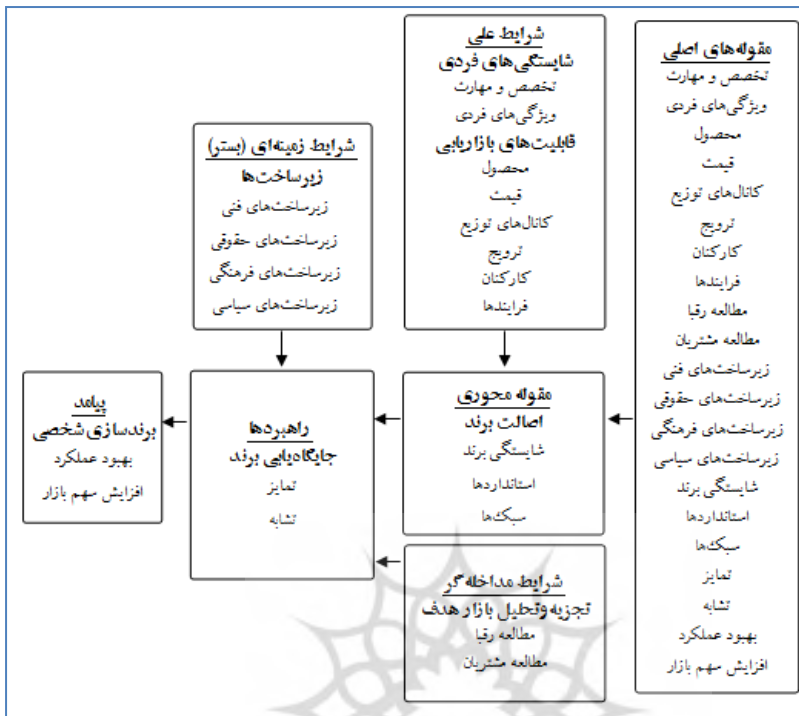 مقوله‌های اصلی
تخصص و مهارت
ویژگی‌های فردی
محصول
قیمت
کانال‌های توزیع
ترویج
کارکنان
فرایندها
مطالعه رقبا
مطالعه مشتریان
زیرساخت‌های فنی
زیرساخت‌های حقوقی
زیرساخت‌های فرهنگی
زیرساخت‌های سیاسی
شایستگی برند
استانداردها
سبک‌ها
تمایز
تشابه
بهبود عملکرد
افزایش سهم بازار
شرایط علی
شایستگی‌های فردی
تخصص و مهارت
ویژگی‌های فردی
قابلیت‌های بازاریابی
محصول
قیمت
کانال‌های توزیع
ترویج
کارکنان
فرایندها
شرایط زمینه‌ای (بستر)
زیرساخت‌ها
زیرساخت‌های فنی
زیرساخت‌های حقوقی
زیرساخت‌های فرهنگی
زیرساخت‌های سیاسی
مقوله محوری
اصالت برند
شایستگی برند
استانداردها
سبک‌ها
راهبردها
جایگاه‌یابی برند
تمایز
تشابه
پیامد
برندسازی شخصی
بهبود عملکرد
افزایش سهم بازار
شرایط مداخله‌گر
تجزیه‌وتحلیل بازار هدف
مطالعه رقبا
مطالعه مشتریان